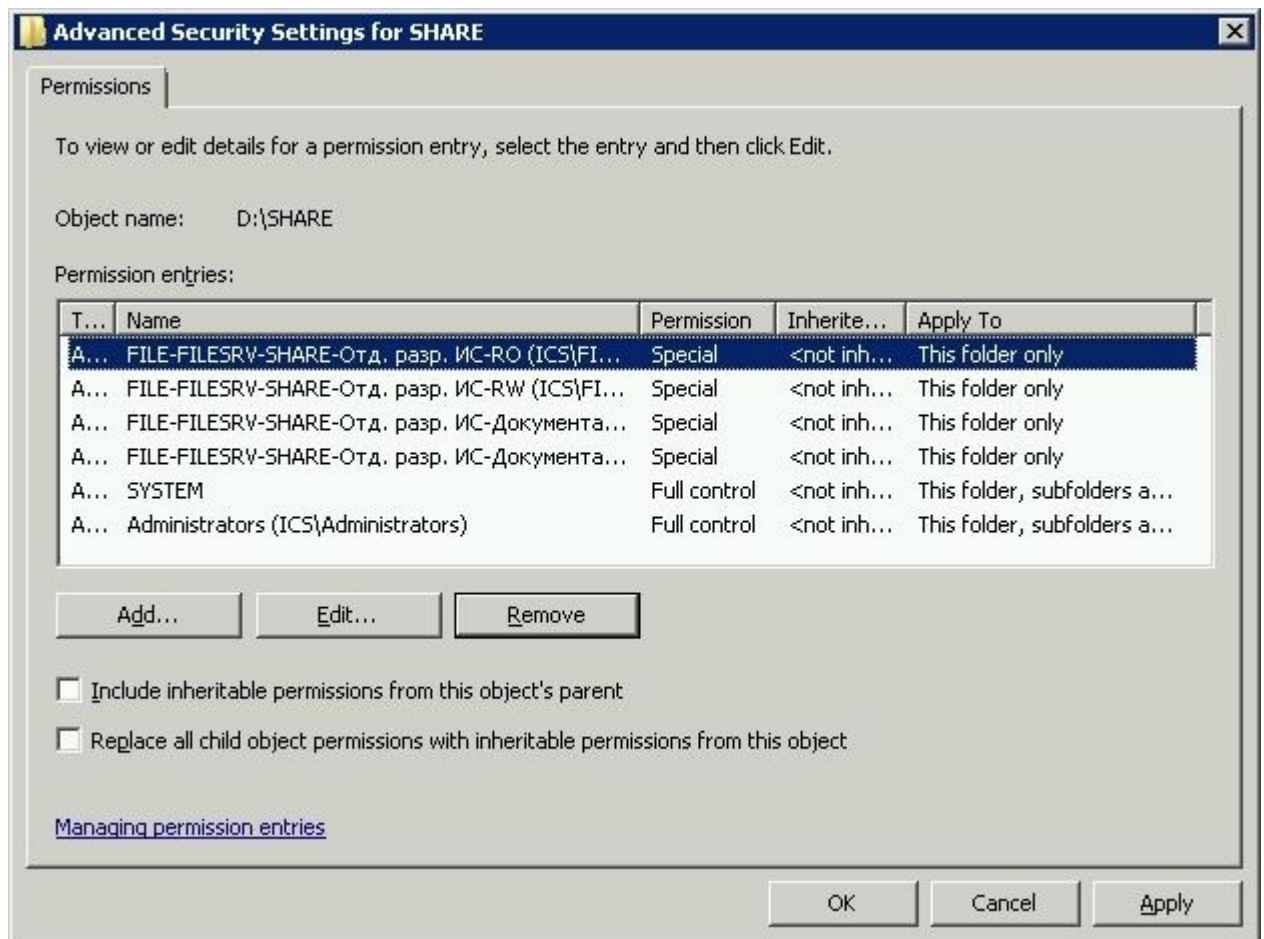 Advanced Security Settings for SHARE
Permissions
To view or edit details for a permission entry, select the entry and then click Edit.
Object name: D:\SHARE
Permission entries:
T... Name Permission Inherite... Apply To
A... FILE-FILESRV-SHARE-Отд. разр. ИС-RO (ICS\FI... Special <not inh... This folder only
A... FILE-FILESRV-SHARE-Отд. разр. ИС-RW (ICS\FI... Special <not inh... This folder only
A... FILE-FILESRV-SHARE-Отд. разр. ИС-Документа... Special <not inh... This folder only
A... FILE-FILESRV-SHARE-Отд. разр. ИС-Документа... Special <not inh... This folder only
A... SYSTEM Full control <not inh... This folder, subfolders a...
A... Administrators (ICS\Administrators) Full control <not inh... This folder, subfolders a...
Add... Edit... Remove
Include inheritable permissions from this object's parent
Replace all child object permissions with inheritable permissions from this object
Managing permission entries
OK Cancel Apply